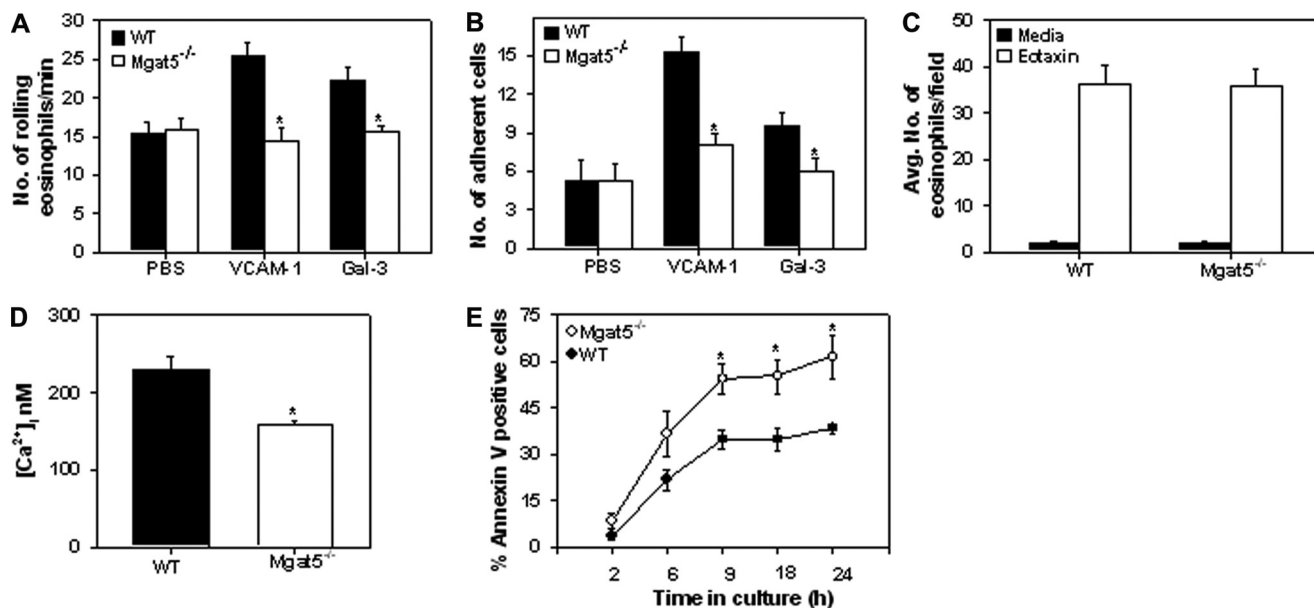 A
No. of rolling
eosinophils/min
30
25
20
15
10
5
0
WT
Mgat5-/-
*
*
PBS
VCAM-1
Gal-3
B
No. of adherent cells
15
12
9
6
3
0
WT
Mgat5-/-
*
*
PBS
VCAM-1
Gal-3
C
Avg. No. of
eosinophils/field
50
40
30
20
10
0
Media
Eotaxin
WT
Mgat5-/-
D
[Ca2+]i nM
300
200
100
0
*
WT
Mgat5-/-
E
% Annexin V positive cells
75
60
45
30
15
0
Mgat5-/-
WT
*
*
*
2
6
9
18
24
Time in culture (h)